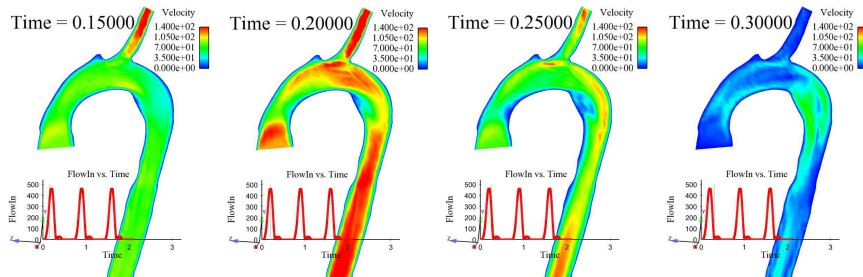 Time = 0.15000
Velocity
1.400e+02
1.050e+02
7.000e+01
3.500e+01
0.000e+00
FlowIn vs. Time
FlowIn
500
400
300
200
100
0
0 1 2 3
Time
Z
Y
Time = 0.20000
Velocity
1.400e+02
1.050e+02
7.000e+01
3.500e+01
0.000e+00
FlowIn vs. Time
FlowIn
500
400
300
200
100
0
0 1 2 3
Time
Z
Time = 0.25000
Velocity
1.400e+02
1.050e+02
7.000e+01
3.500e+01
0.000e+00
FlowIn vs. Time
FlowIn
500
400
300
200
100
0
0 1 2 3
Time
Z
Time = 0.30000
Velocity
1.400e+02
1.050e+02
7.000e+01
3.500e+01
0.000e+00
FlowIn vs. Time
FlowIn
500
400
300
200
100
0
0 1 2 3
Time
Z